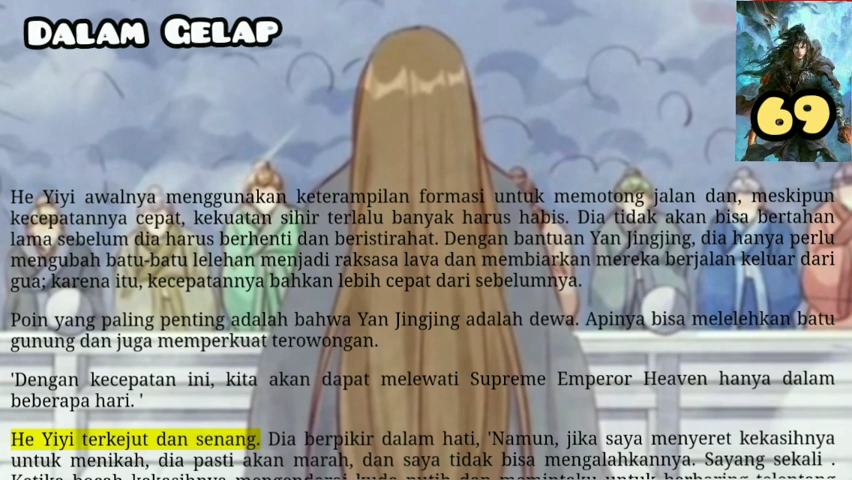 DALAM GELAP
69
He Yiyi awalnya menggunakan keterampilan formasi untuk memotong jalan dan, meskipun
kecepatannya cepat, kekuatan sihir terlalu banyak harus habis. Dia tidak akan bisa bertahan
lama sebelum dia harus berhenti dan beristirahat. Dengan bantuan Yan Jingjing, dia hanya perlu
mengubah batu-batu lelehan menjadi raksasa lava dan membiarkan mereka berjalan keluar dari
gua; karena itu, kecepatannya bahkan lebih cepat dari sebelumnya.
Poin yang paling penting adalah bahwa Yan Jingjing adalah dewa. Apinya bisa melelehkan batu
gunung dan juga memperkuat terowongan.
'Dengan kecepatan ini, kita akan dapat melewati Supreme Emperor Heaven hanya dalam
beberapa hari. '
He Yiyi terkejut dan senang. Dia berpikir dalam hati, 'Namun, jika saya menyeret kekasihnya
untuk menikah, dia pasti akan marah, dan saya tidak bisa mengalahkannya. Sayang sekali .